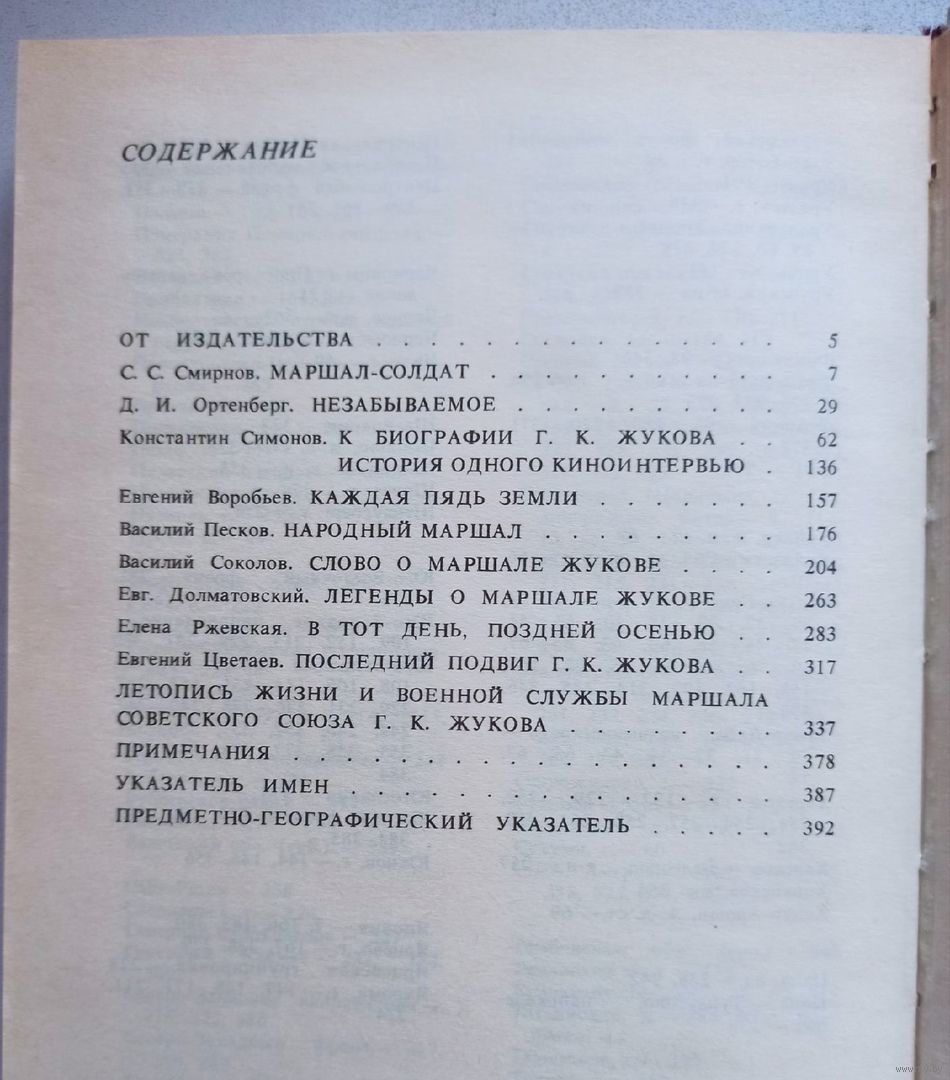 СОДЕРЖАНИЕ
ОТ ИЗДАТЕЛЬСТВА . . . . . . . . . . . . . . . 5
С. С. Смирнов. МАРШАЛ-СОЛДАТ . . . . . . . . . . . 7
Д. И. Ортенберг. НЕЗАБЫВАЕМОЕ . . . . . . . . . . 29
Константин Симонов. К БИОГРАФИИ Г. К. ЖУКОВА . . 62
ИСТОРИЯ ОДНОГО КИНОИНТЕРВЬЮ . 136
Евгений Воробьев. КАЖДАЯ ПЯДЬ ЗЕМЛИ . . . . . . . 157
Василий Песков. НАРОДНЫЙ МАРШАЛ . . . . . . . . . 176
Василий Соколов. СЛОВО О МАРШАЛЕ ЖУКОВЕ . . . . 204
Евг. Долматовский. ЛЕГЕНДЫ О МАРШАЛЕ ЖУКОВЕ . . 263
Елена Ржевская. В ТОТ ДЕНЬ, ПОЗДНЕЙ ОСЕНЬЮ . . 283
Евгений Цветаев. ПОСЛЕДНИЙ ПОДВИГ Г. К. ЖУКОВА . . 317
ЛЕТОПИСЬ ЖИЗНИ И ВОЕННОЙ СЛУЖБЫ МАРШАЛА
СОВЕТСКОГО СОЮЗА Г. К. ЖУКОВА . . . . . . . . 337
ПРИМЕЧАНИЯ . . . . . . . . . . . . . . . . . . 378
УКАЗАТЕЛЬ ИМЕН . . . . . . . . . . . . . . . . 387
ПРЕДМЕТНО-ГЕОГРАФИЧЕСКИЙ УКАЗАТЕЛЬ . . . . . 392